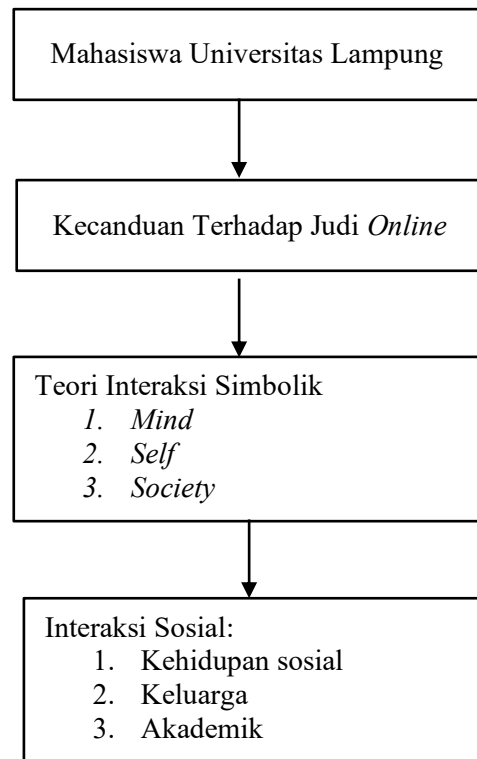 Mahasiswa Universitas Lampung
Kecanduan Terhadap Judi Online
Teori Interaksi Simbolik
1. Mind
2. Self
3. Society
Interaksi Sosial:
1. Kehidupan sosial
2. Keluarga
3. Akademik